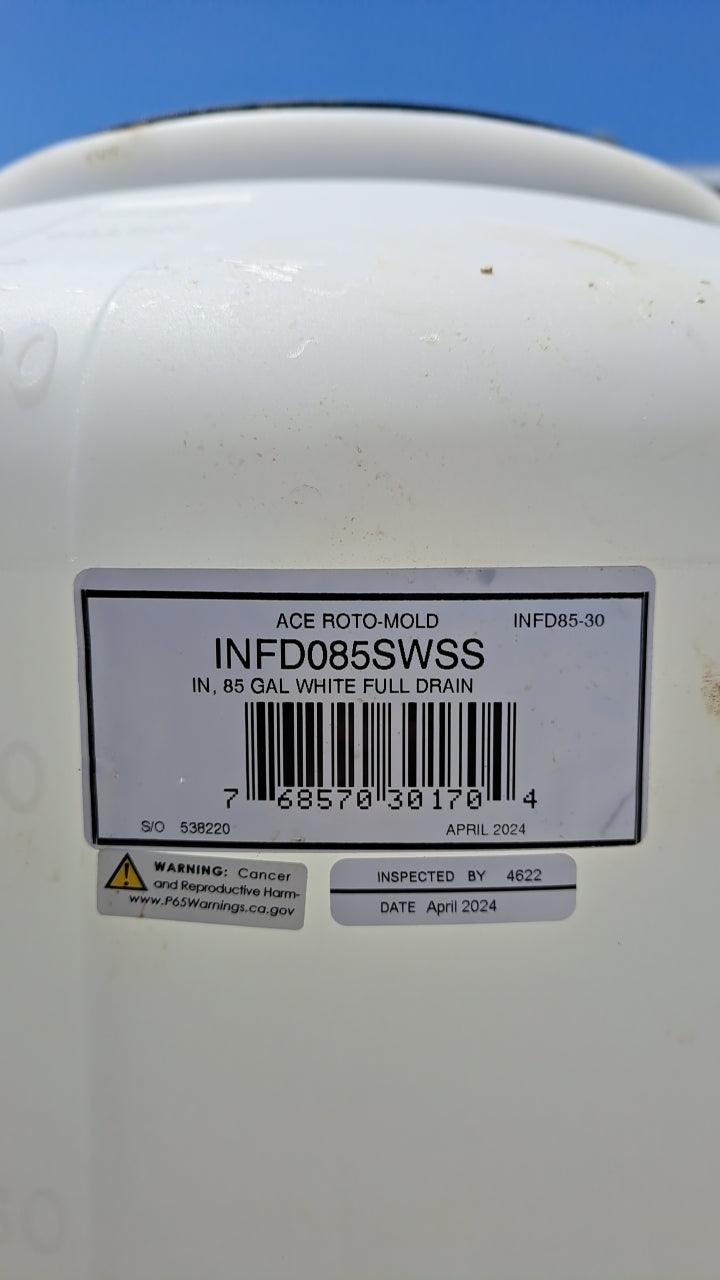 ACE ROTO-MOLD INFD85-30
INFD085SWSS
IN, 85 GAL WHITE FULL DRAIN
7 68570 30170 4
S/O 538220 APRIL 2024
WARNING: Cancer
and Reproductive Harm-
www.P65Warnings.ca.gov
INSPECTED BY 4622
DATE April 2024